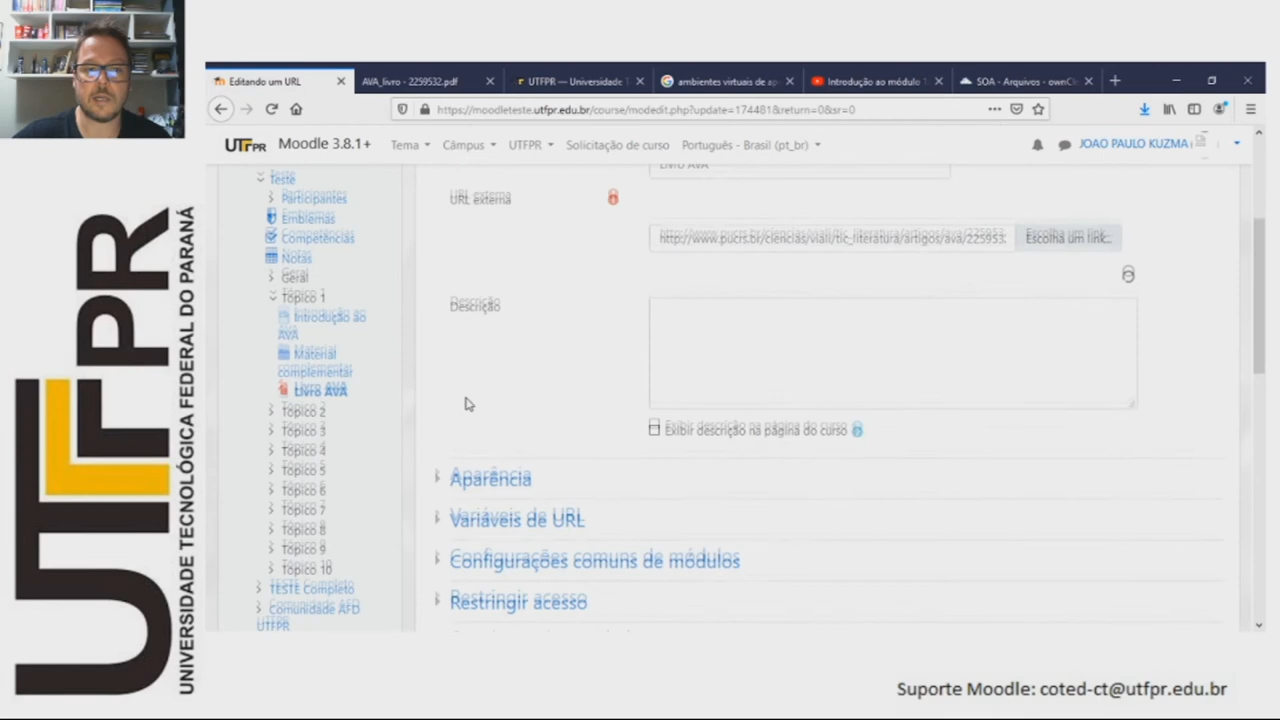 Editando um URL
AVA_livro - 2259532.pdf
UTFPR — Universidade T
ambientes virtuais de ap
Introdução ao módulo T
SOA - Arquivos - ownCl
https://moodleteste.utfpr.edu.br/course/modedit.php?update=174481&return=0&sr=0
UTFPR
Moodle 3.8.1+
Tema
Câmpus
UTFPR
Solicitação de curso
Português - Brasil (pt_br)
JOAO PAULO KUZMA
Teste
Participantes
Emblemas
Competências
Notas
Geral
Tópico 1
Introdução ao
AVA
Material
complementar
Livro AVA
Tópico 2
Tópico 3
Tópico 4
Tópico 5
Tópico 6
Tópico 7
Tópico 8
Tópico 9
Tópico 10
TESTE Completo
Comunidade AFD
UTFPR
Livro AVA
URL externa
http://www.pucrs.br/ciencias/viali/tic_literatura/artigos/ava/225953
Escolha um link...
Descrição
Exibir descrição na página do curso
Aparência
Variáveis de URL
Configurações comuns de módulos
Restringir acesso
UTFPR
UNIVERSIDADE TECNOLÓGICA FEDERAL DO PARANÁ
Suporte Moodle: coted-ct@utfpr.edu.br